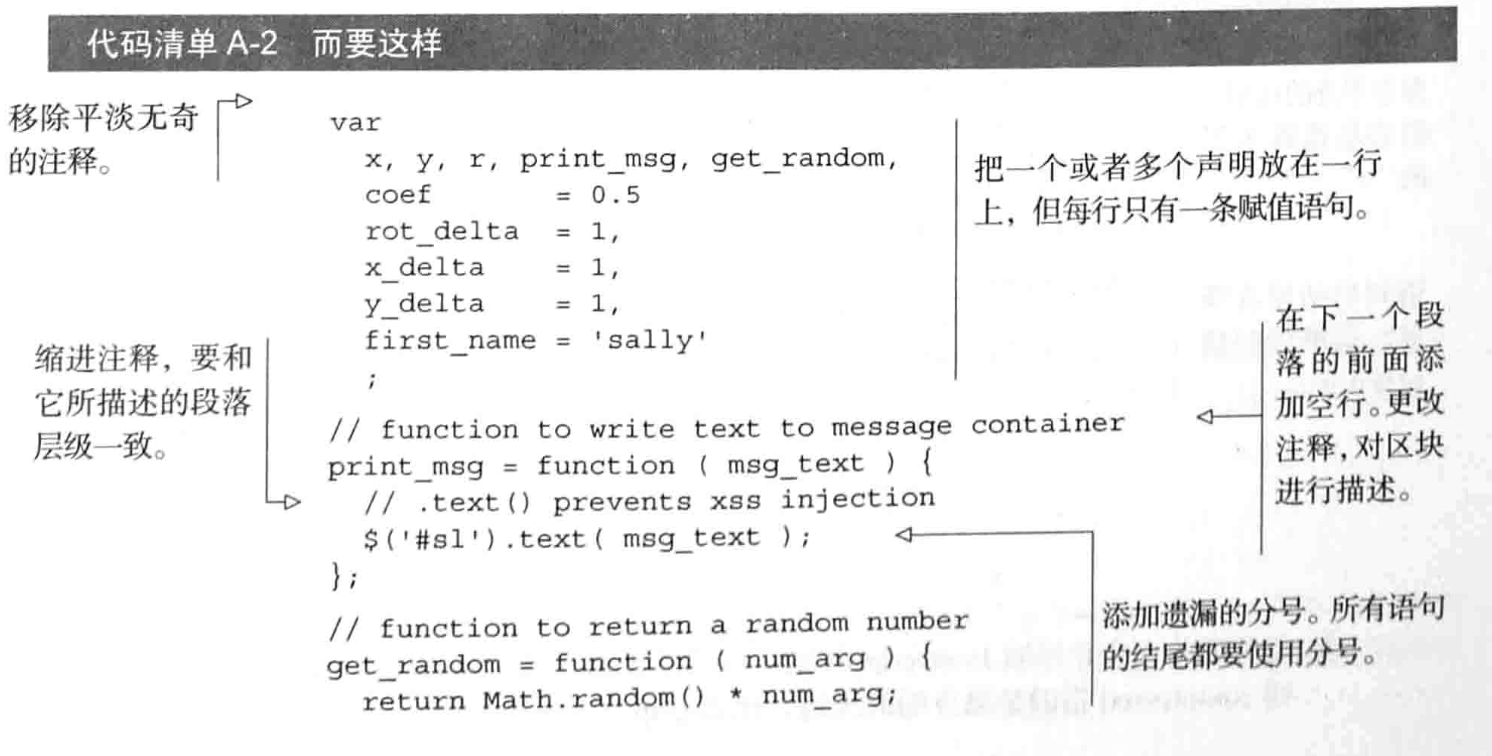 代码清单 A-2 而要这样
移除平淡无奇
的注释。
var
x, y, r, print_msg, get_random,
coef = 0.5
rot_delta = 1,
x_delta = 1,
y_delta = 1,
first_name = 'sally'
;
把一个或者多个声明放在一行
上，但每行只有一条赋值语句。
缩进注释，要和
它所描述的段落
层级一致。
在下一个段
落的前面添
加空行。更改
注释，对区块
进行描述。
// function to write text to message container
print_msg = function ( msg_text ) {
// .text() prevents xss injection
$('#sl').text( msg_text );
};
添加遗漏的分号。所有语句
的结尾都要使用分号。
// function to return a random number
get_random = function ( num_arg ) {
return Math.random() * num_arg;